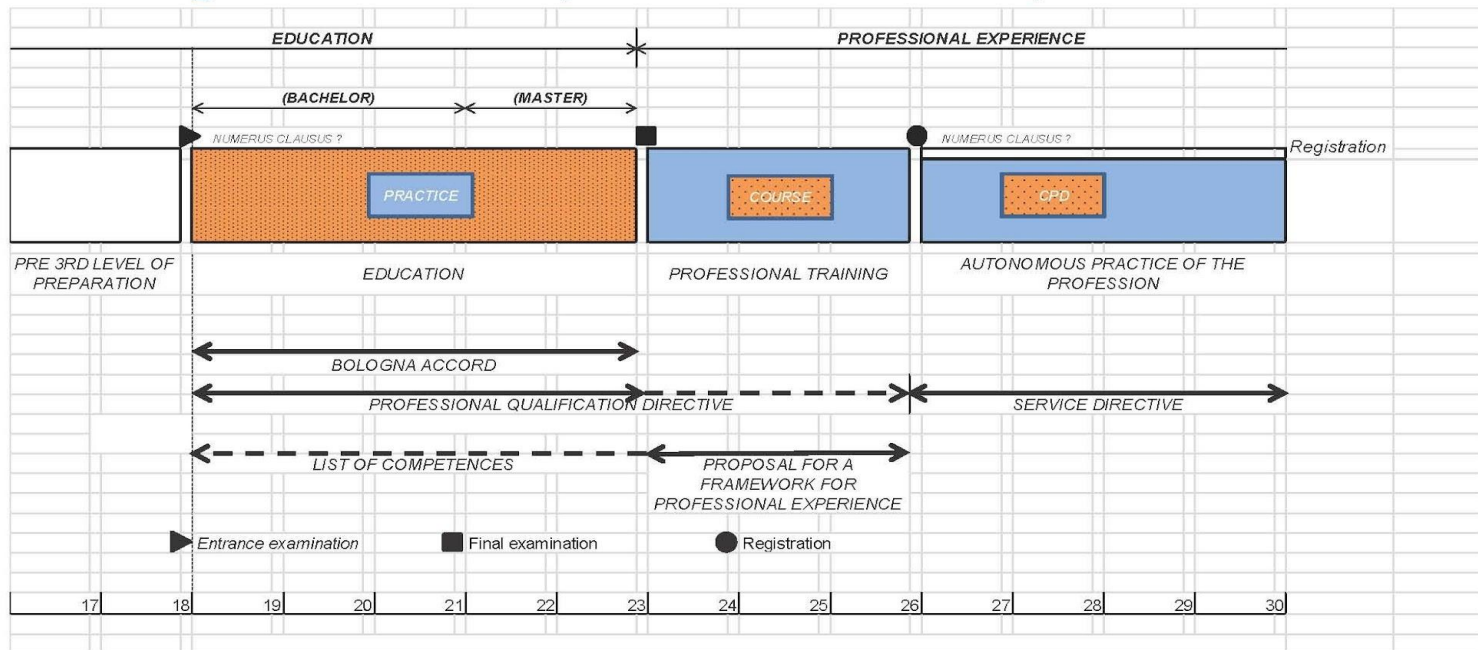 EDUCATION
PROFESSIONAL EXPERIENCE
(BACHELOR)
(MASTER)
NUMERUS CLAUSUS ?
NUMERUS CLAUSUS ?
Registration
PRACTICE
COURSE
CPD
PRE 3RD LEVEL OF
PREPARATION
EDUCATION
PROFESSIONAL TRAINING
AUTONOMOUS PRACTICE OF THE
PROFESSION
BOLOGNA ACCORD
PROFESSIONAL QUALIFICATION DIRECTIVE
SERVICE DIRECTIVE
LIST OF COMPETENCES
PROPOSAL FOR A
FRAMEWORK FOR
PROFESSIONAL EXPERIENCE
Entrance examination
Final examination
Registration
17 18 19 20 21 22 23 24 25 26 27 28 29 30